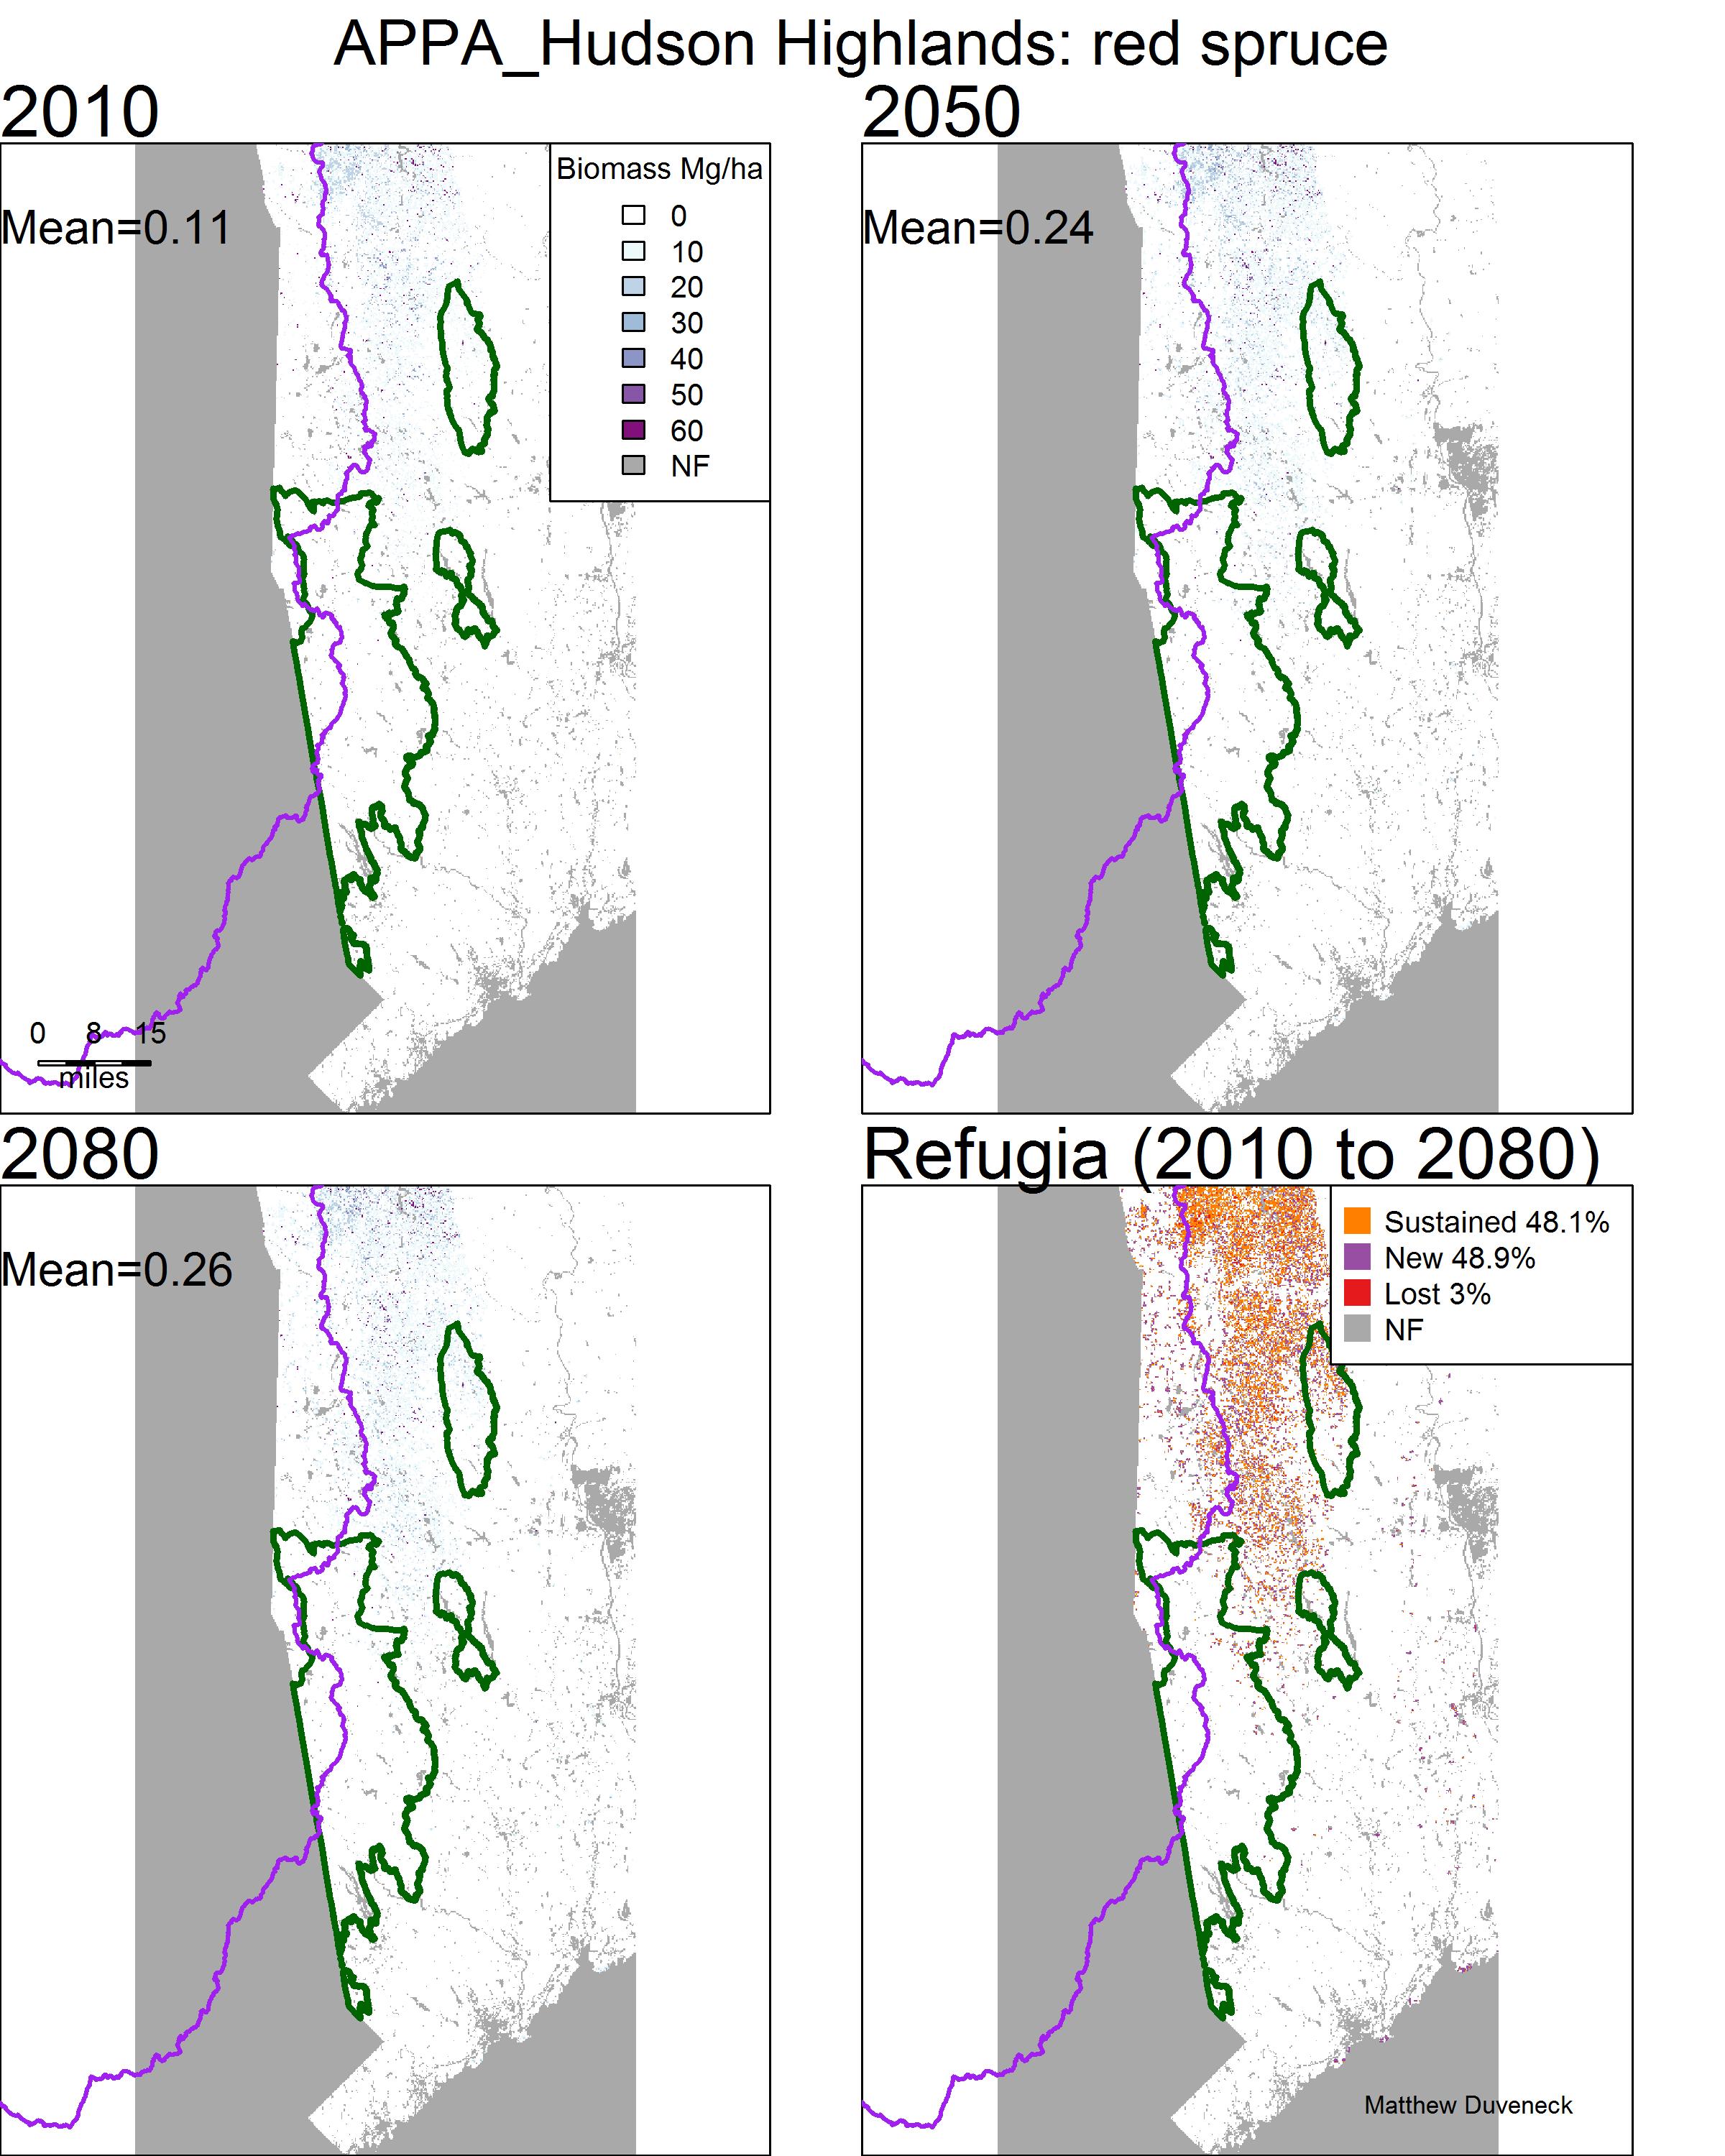 APPA_Hudson Highlands: red spruce
2010
Mean=0.11
Biomass Mg/ha
0
10
20
30
40
50
60
NF
0 8 15
miles
2050
Mean=0.24
2080
Mean=0.26
Refugia (2010 to 2080)
Sustained 48.1%
New 48.9%
Lost 3%
NF
Matthew Duveneck